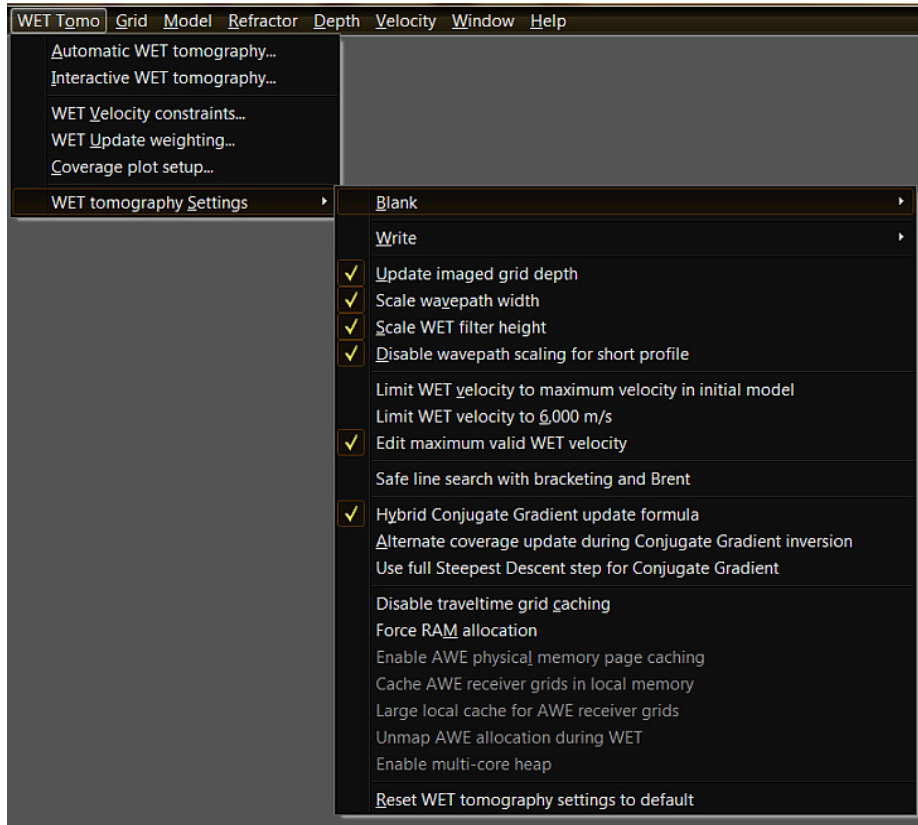 WET Tomo Grid Model Refractor Depth Velocity Window Help
Automatic WET tomography...
Interactive WET tomography...
WET Velocity constraints...
WET Update weighting...
Coverage plot setup...
WET tomography Settings
Blank
Write
Update imaged grid depth
Scale wavepath width
Scale WET filter height
Disable wavepath scaling for short profile
Limit WET velocity to maximum velocity in initial model
Limit WET velocity to 6,000 m/s
Edit maximum valid WET velocity
Safe line search with bracketing and Brent
Hybrid Conjugate Gradient update formula
Alternate coverage update during Conjugate Gradient inversion
Use full Steepest Descent step for Conjugate Gradient
Disable traveltime grid caching
Force RAM allocation
Enable AWE physical memory page caching
Cache AWE receiver grids in local memory
Large local cache for AWE receiver grids
Unmap AWE allocation during WET
Enable multi-core heap
Reset WET tomography settings to default